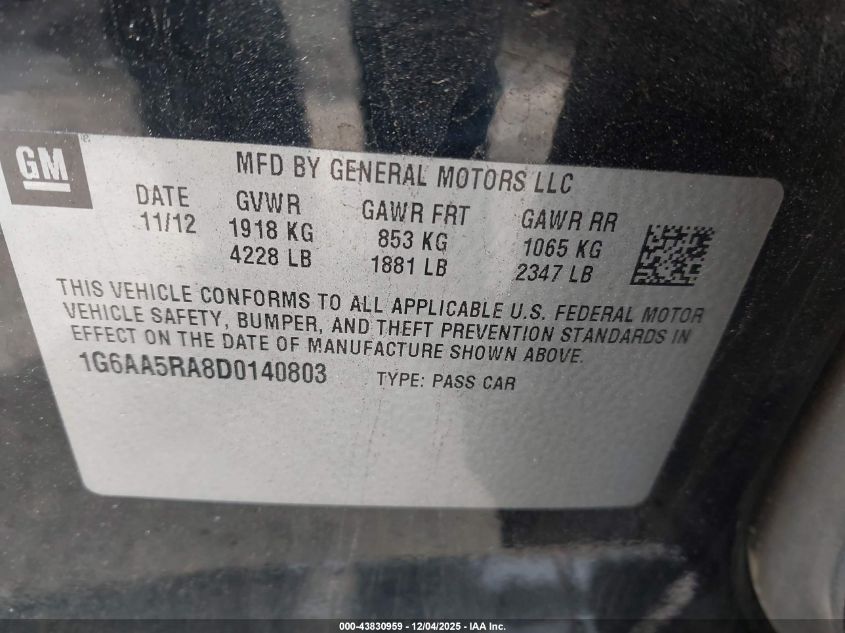 GM
MFD BY GENERAL MOTORS LLC
DATE GVWR GAWR FRT GAWR RR
11/12 1918 KG 853 KG 1065 KG
4228 LB 1881 LB 2347 LB
THIS VEHICLE CONFORMS TO ALL APPLICABLE U.S. FEDERAL MOTOR
VEHICLE SAFETY, BUMPER, AND THEFT PREVENTION STANDARDS IN
EFFECT ON THE DATE OF MANUFACTURE SHOWN ABOVE.
1G6AA5RA8D0140803 TYPE: PASS CAR
000-43830959 - 12/04/2025 - IAA Inc.